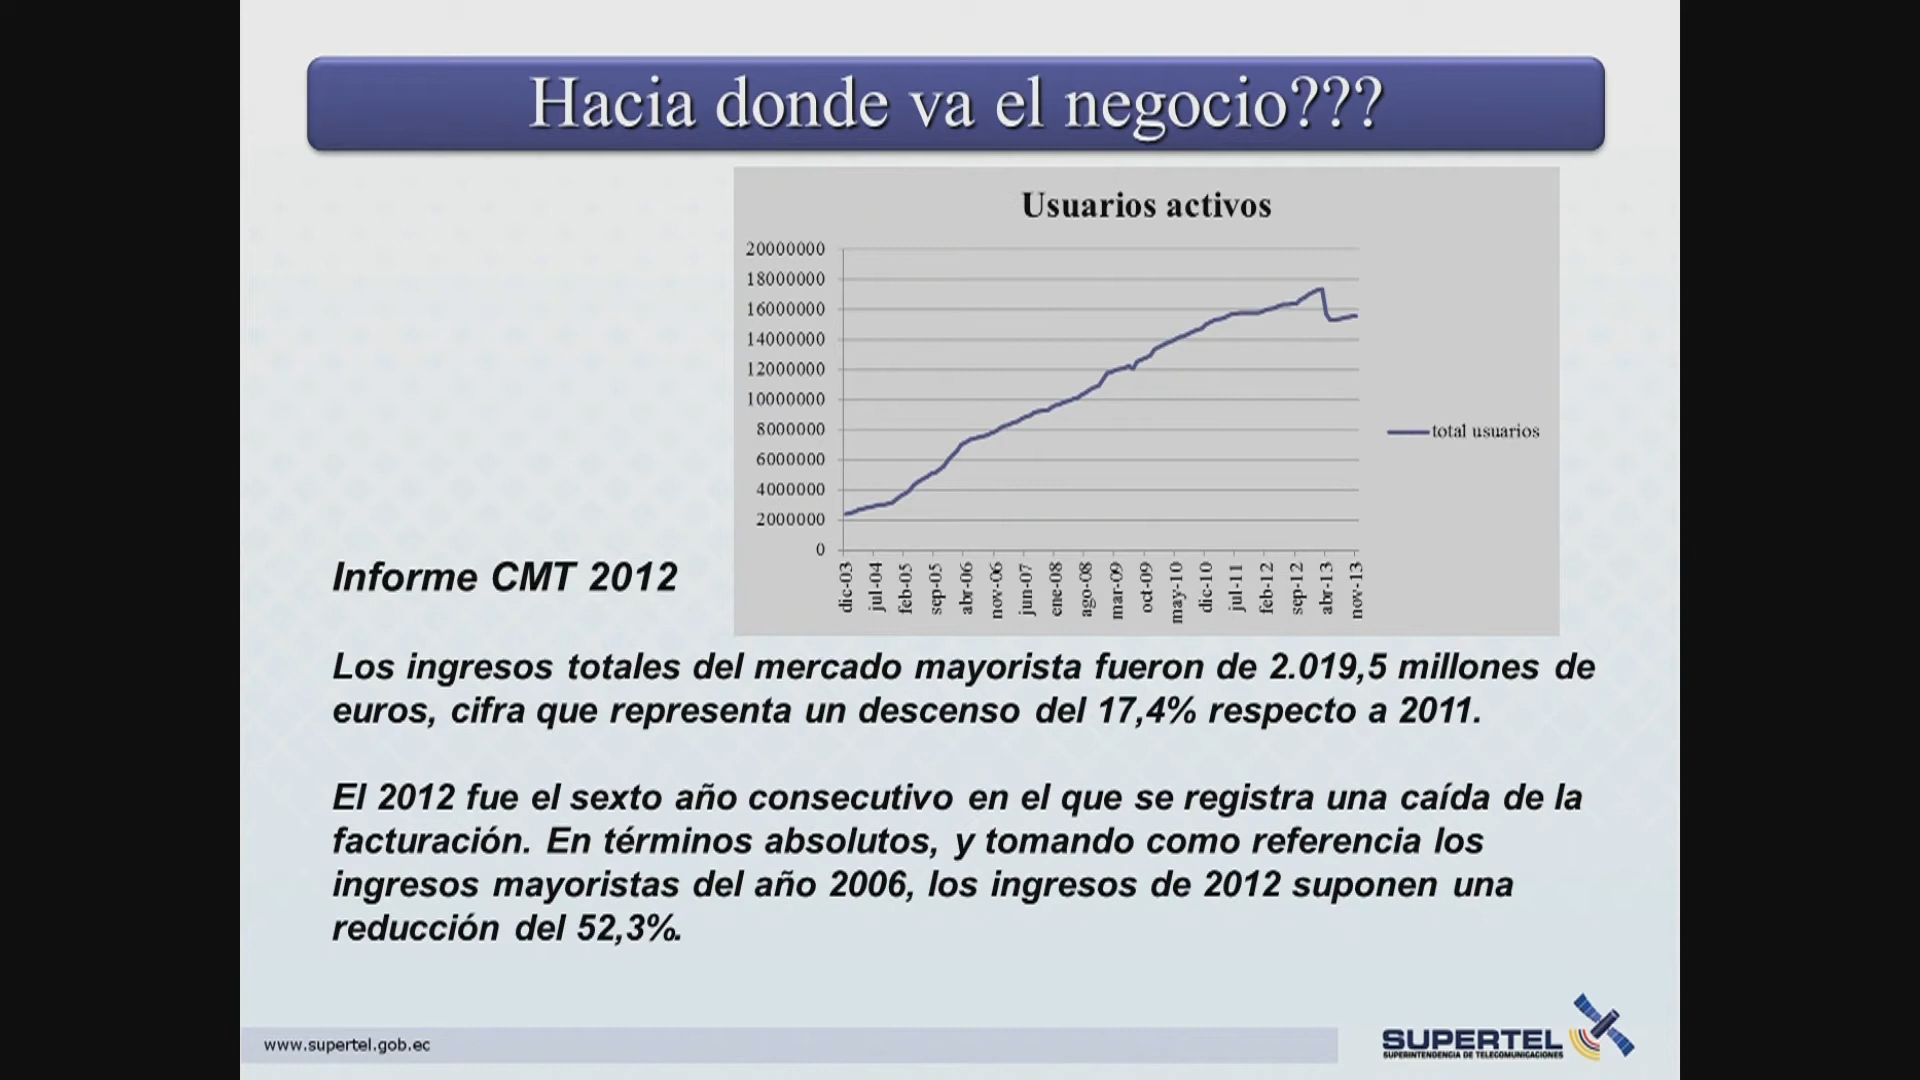 Hacia donde va el negocio???
Usuarios activos
20000000
18000000
16000000
14000000
12000000
10000000
8000000
6000000
4000000
2000000
0
dic-03
jul-04
feb-05
sep-05
abr-06
nov-06
jun-07
ene-08
ago-08
mar-09
oct-09
may-10
dic-10
jul-11
feb-12
sep-12
abr-13
nov-13
total usuarios
Informe CMT 2012
Los ingresos totales del mercado mayorista fueron de 2.019,5 millones de
euros, cifra que representa un descenso del 17,4% respecto a 2011.
El 2012 fue el sexto año consecutivo en el que se registra una caída de la
facturación. En términos absolutos, y tomando como referencia los
ingresos mayoristas del año 2006, los ingresos de 2012 suponen una
reducción del 52,3%.
www.supertel.gob.ec
SUPERTEL
SUPERINTENDENCIA DE TELECOMUNICACIONES